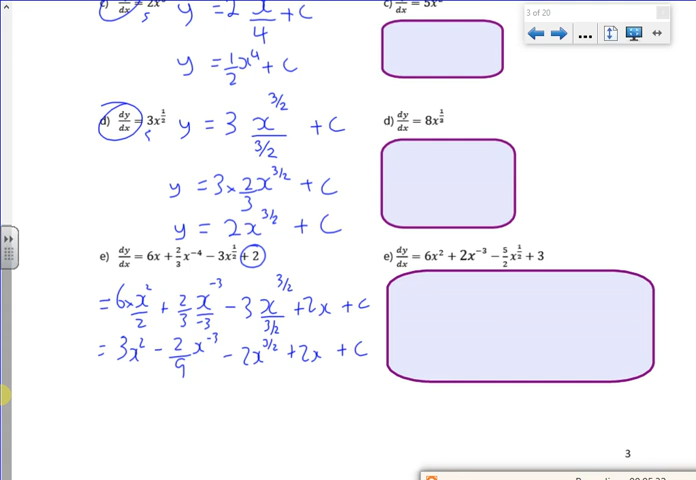 c) dy/dx = 2x
y = 2 x/4 + C
y = 1/2 x⁴ + C
d) dy/dx = 3x^(1/2)
y = 3 x^(3/2)/(3/2) + C
y = 3 × 2/3 x^(3/2) + C
y = 2x^(3/2) + C
e) dy/dx = 6x + 2/3 x⁻⁴ − 3x^(1/2) + 2
= 6× x²/2 + 2/3 x⁻³/−3 − 3 x^(3/2)/(3/2) + 2x + C
= 3x² − 2/9 x⁻³ − 2x^(3/2) + 2x + C
c) dy/dx = 5x
d) dy/dx = 8x
e) dy/dx = 6x² + 2x⁻³ − 5/2 x^(1/2) + 3
3 of 20
3